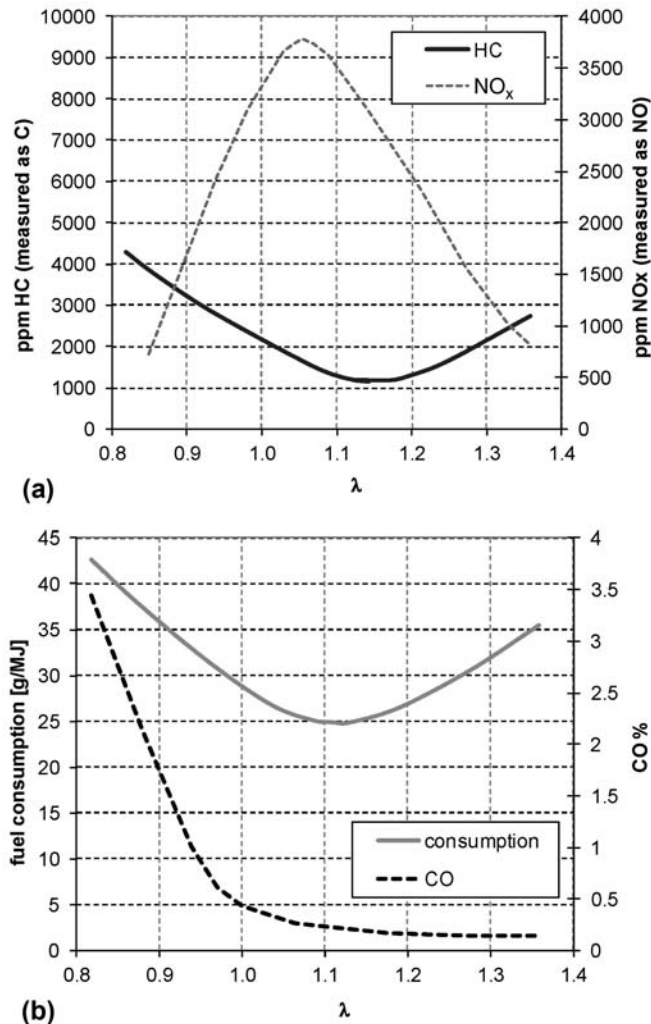 10000
9000
8000
7000
6000
5000
4000
3000
2000
1000
0
ppm HC (measured as C)
HC
NOx
4000
3500
3000
2500
2000
1500
1000
500
0
ppm NOx (measured as NO)
0.8 0.9 1.0 1.1 1.2 1.3 1.4
(a)
λ
45
40
35
30
25
20
15
10
5
0
fuel consumption [g/MJ]
consumption
CO
4
3.5
3
2.5
2
1.5
1
0.5
0
CO %
0.8 0.9 1.0 1.1 1.2 1.3 1.4
(b)
λ